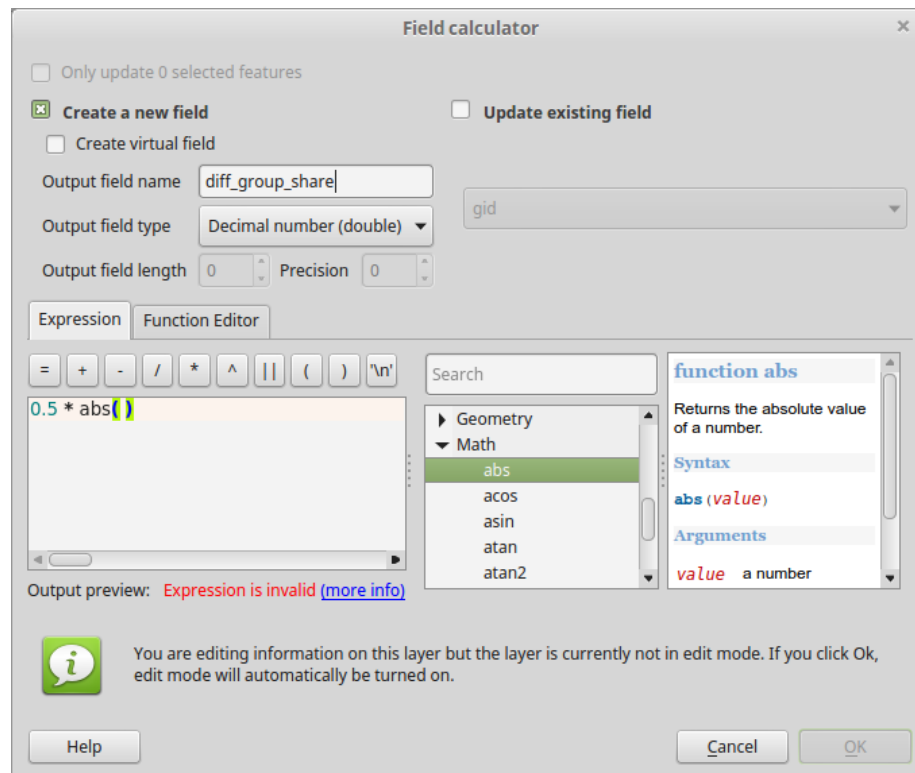 Field calculator
Only update 0 selected features
Create a new field
Update existing field
Create virtual field
Output field name diff_group_share
gid
Output field type Decimal number (double)
Output field length 0 Precision 0
Expression Function Editor
= + - / * ^ || ( ) '\n'
Search
function abs
0.5 * abs( )
Geometry
Math
abs
acos
asin
atan
atan2
Returns the absolute value
of a number.
Syntax
abs(value)
Arguments
value a number
Output preview: Expression is invalid (more info)
You are editing information on this layer but the layer is currently not in edit mode. If you click Ok,
edit mode will automatically be turned on.
Help Cancel OK